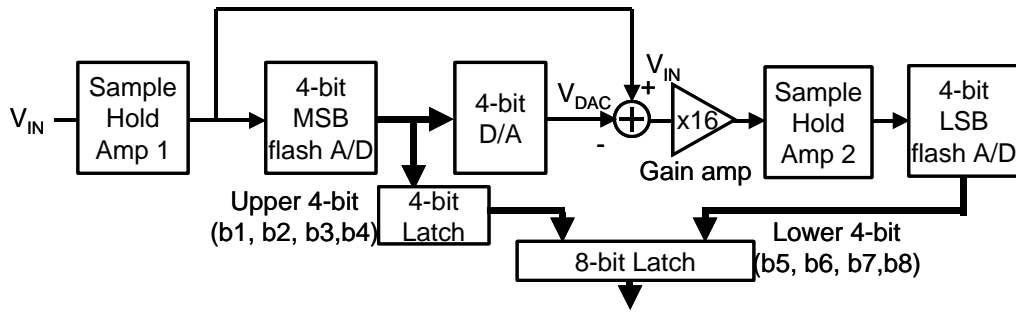 V_IN
Sample
Hold
Amp 1
4-bit
MSB
flash A/D
4-bit
D/A
V_DAC
V_IN
+
-
x16
Gain amp
Sample
Hold
Amp 2
4-bit
LSB
flash A/D
Upper 4-bit
(b1, b2, b3,b4)
4-bit
Latch
8-bit Latch
Lower 4-bit
(b5, b6, b7,b8)